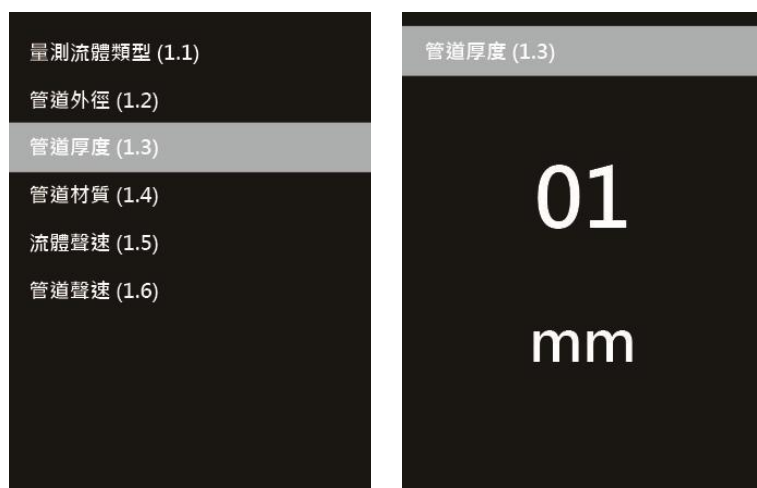 量測流體類型 (1.1)
管道外徑 (1.2)
管道厚度 (1.3)
管道材質 (1.4)
流體聲速 (1.5)
管道聲速 (1.6)
管道厚度 (1.3)
01
mm